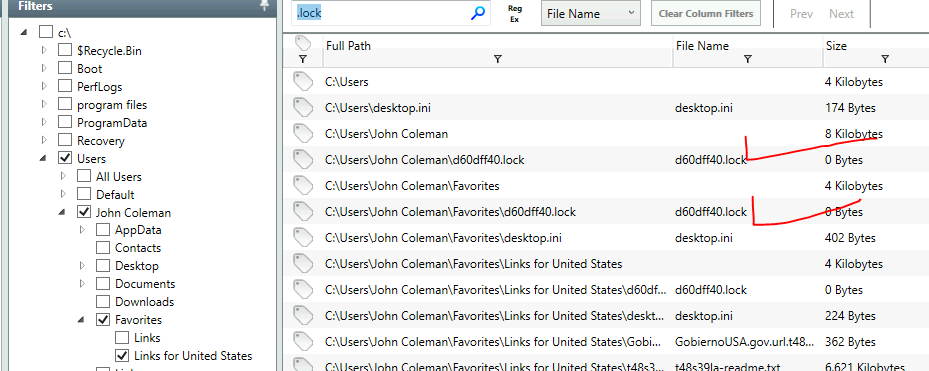 Filters
c:\
$Recycle.Bin
Boot
PerfLogs
program files
ProgramData
Recovery
Users
All Users
Default
John Coleman
AppData
Contacts
Desktop
Documents
Downloads
Favorites
Links
Links for United States
.lock
Reg Ex
File Name
Clear Column Filters
Prev
Next
Full Path File Name Size
C:\Users 4 Kilobytes
C:\Users\desktop.ini desktop.ini 174 Bytes
C:\Users\John Coleman 8 Kilobytes
C:\Users\John Coleman\d60dff40.lock d60dff40.lock 0 Bytes
C:\Users\John Coleman\Favorites 4 Kilobytes
C:\Users\John Coleman\Favorites\d60dff40.lock d60dff40.lock 0 Bytes
C:\Users\John Coleman\Favorites\desktop.ini desktop.ini 402 Bytes
C:\Users\John Coleman\Favorites\Links for United States 4 Kilobytes
C:\Users\John Coleman\Favorites\Links for United States\d60df... d60dff40.lock 0 Bytes
C:\Users\John Coleman\Favorites\Links for United States\deskt... desktop.ini 224 Bytes
C:\Users\John Coleman\Favorites\Links for United States\Gobi... GobiernoUSA.gov.url.t48... 362 Bytes
C:\Users\John Coleman\Favorites\Links for United States\t48s3... t48s39la-readme.txt 6,621 Kilobytes